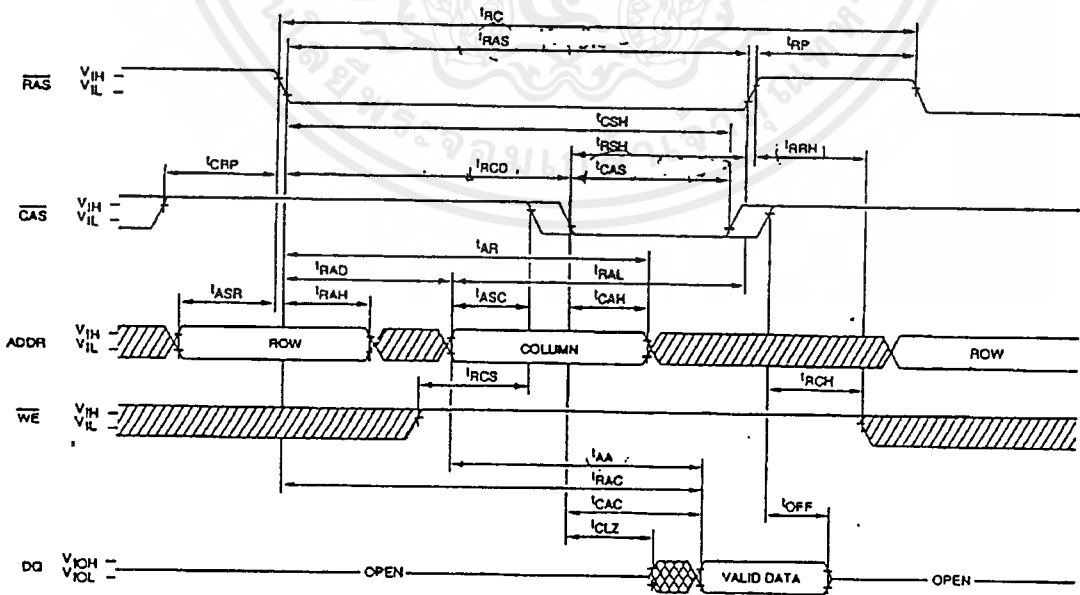 tRC
tRAS
tRP
RAS VIH
VIL
tCSH
tRSH
tRRH
tCRP
tRCD
tCAS
CAS VIH
VIL
tAR
tRAD
tRAL
tASR
tRAH
tASC
tCAH
ADDR VIH
VIL
ROW
COLUMN
ROW
tRCS
tRCH
WE VIH
VIL
tAA
tRAC
tCAC
tOFF
tCLZ
DQ VIOH
VIOL
OPEN
VALID DATA
OPEN